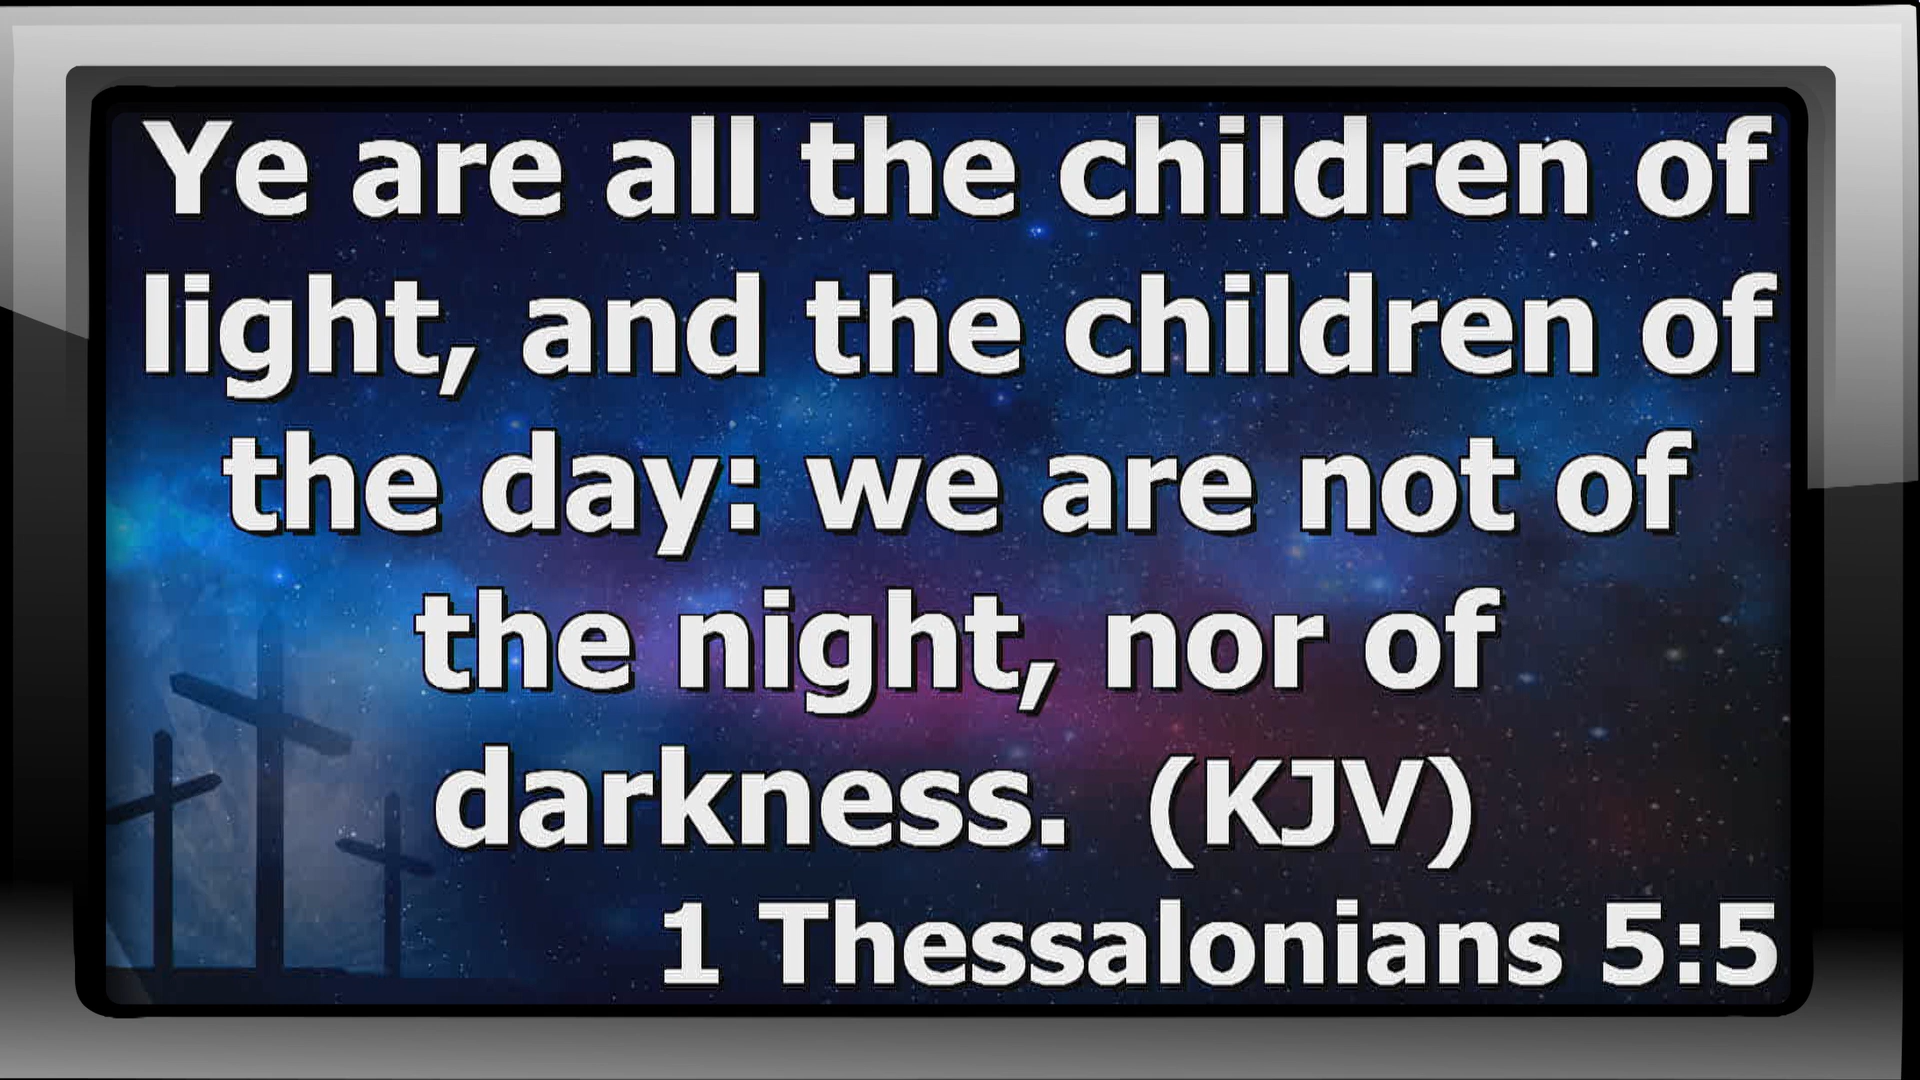 Ye are all the children of
light, and the children of
the day: we are not of
the night, nor of
darkness.  (KJV)
1 Thessalonians 5:5